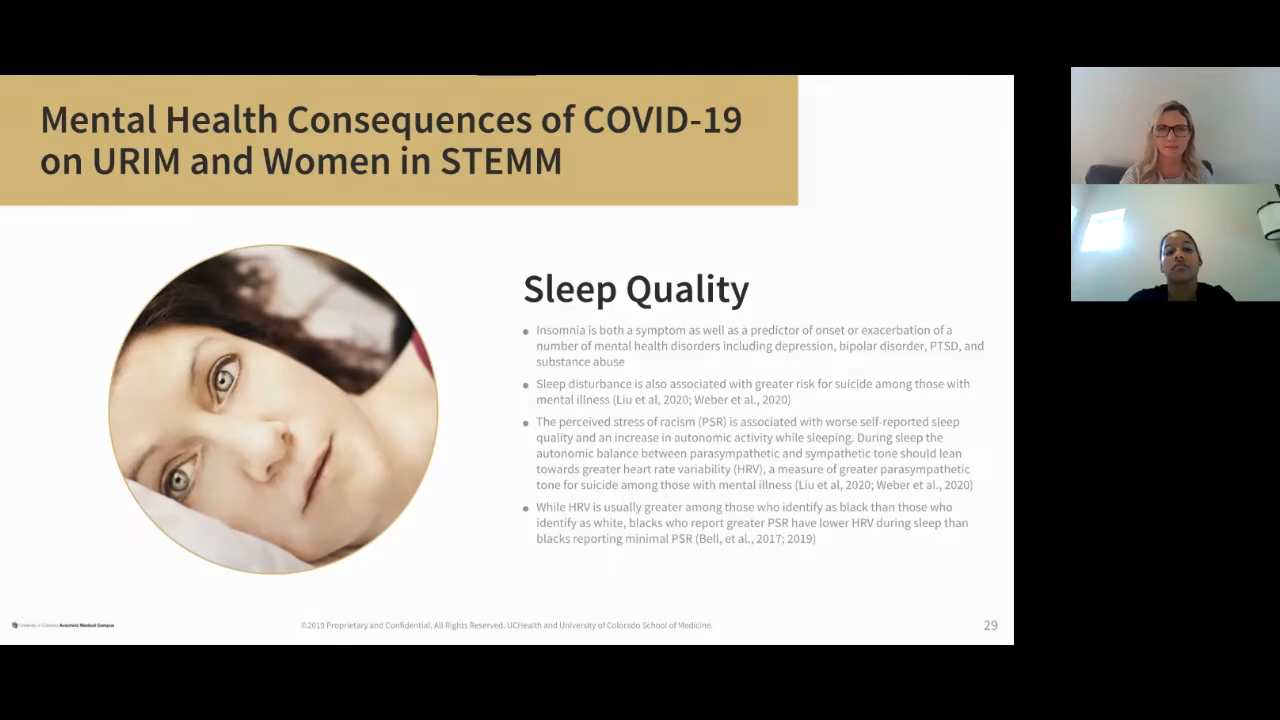 Mental Health Consequences of COVID-19
on URIM and Women in STEMM
Sleep Quality
Insomnia is both a symptom as well as a predictor of onset or exacerbation of a
number of mental health disorders including depression, bipolar disorder, PTSD, and
substance abuse
Sleep disturbance is also associated with greater risk for suicide among those with
mental illness (Liu et al, 2020; Weber et al., 2020)
The perceived stress of racism (PSR) is associated with worse self-reported sleep
quality and an increase in autonomic activity while sleeping. During sleep the
autonomic balance between parasympathetic and sympathetic tone should lean
towards greater heart rate variability (HRV), a measure of greater parasympathetic
tone for suicide among those with mental illness (Liu et al, 2020; Weber et al., 2020)
While HRV is usually greater among those who identify as black than those who
identify as white, blacks who report greater PSR have lower HRV during sleep than
blacks reporting minimal PSR (Bell, et al., 2017; 2019)
University of Colorado Anschutz Medical Campus
©2019 Proprietary and Confidential. All Rights Reserved. UCHealth and University of Colorado School of Medicine.
29